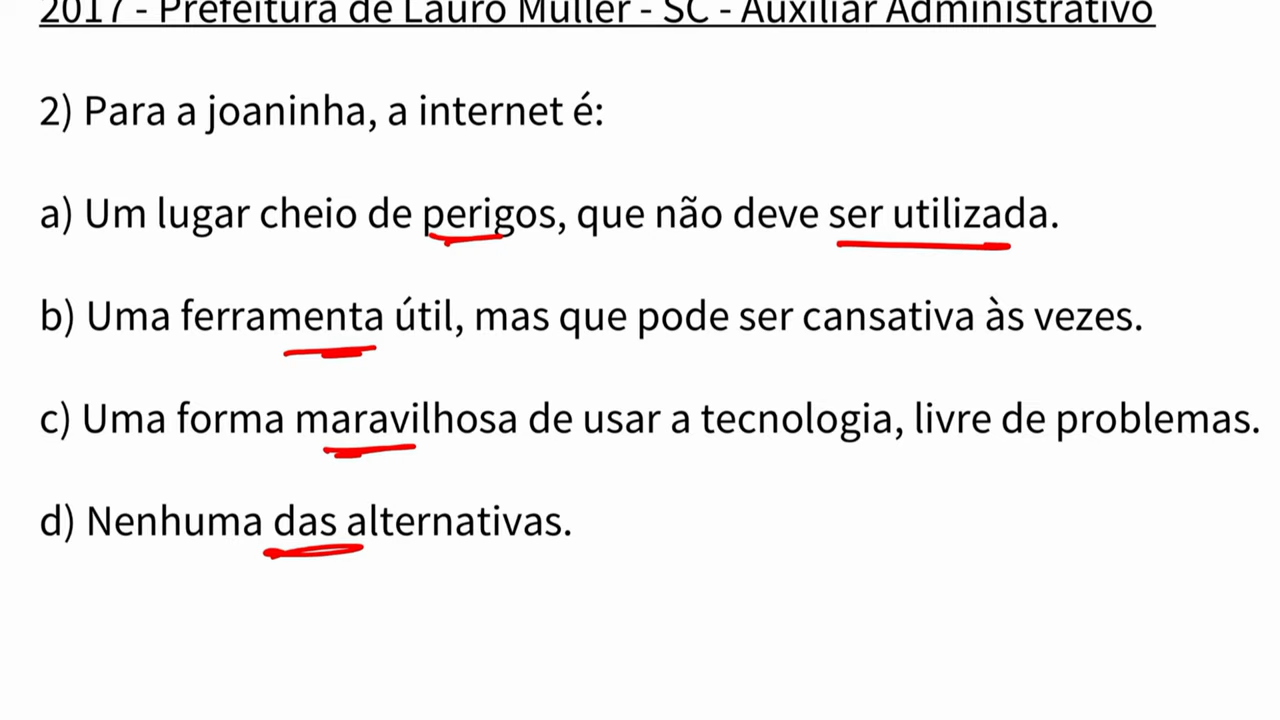 2017 - Prefeitura de Lauro Muller - SC - Auxiliar Administrativo
2) Para a joaninha, a internet é:
a) Um lugar cheio de perigos, que não deve ser utilizada.
b) Uma ferramenta útil, mas que pode ser cansativa às vezes.
c) Uma forma maravilhosa de usar a tecnologia, livre de problemas.
d) Nenhuma das alternativas.